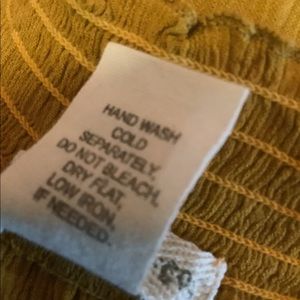 HAND WASH
COLD
SEPARATELY.
DO NOT BLEACH.
DRY FLAT.
LOW IRON,
IF NEEDED.